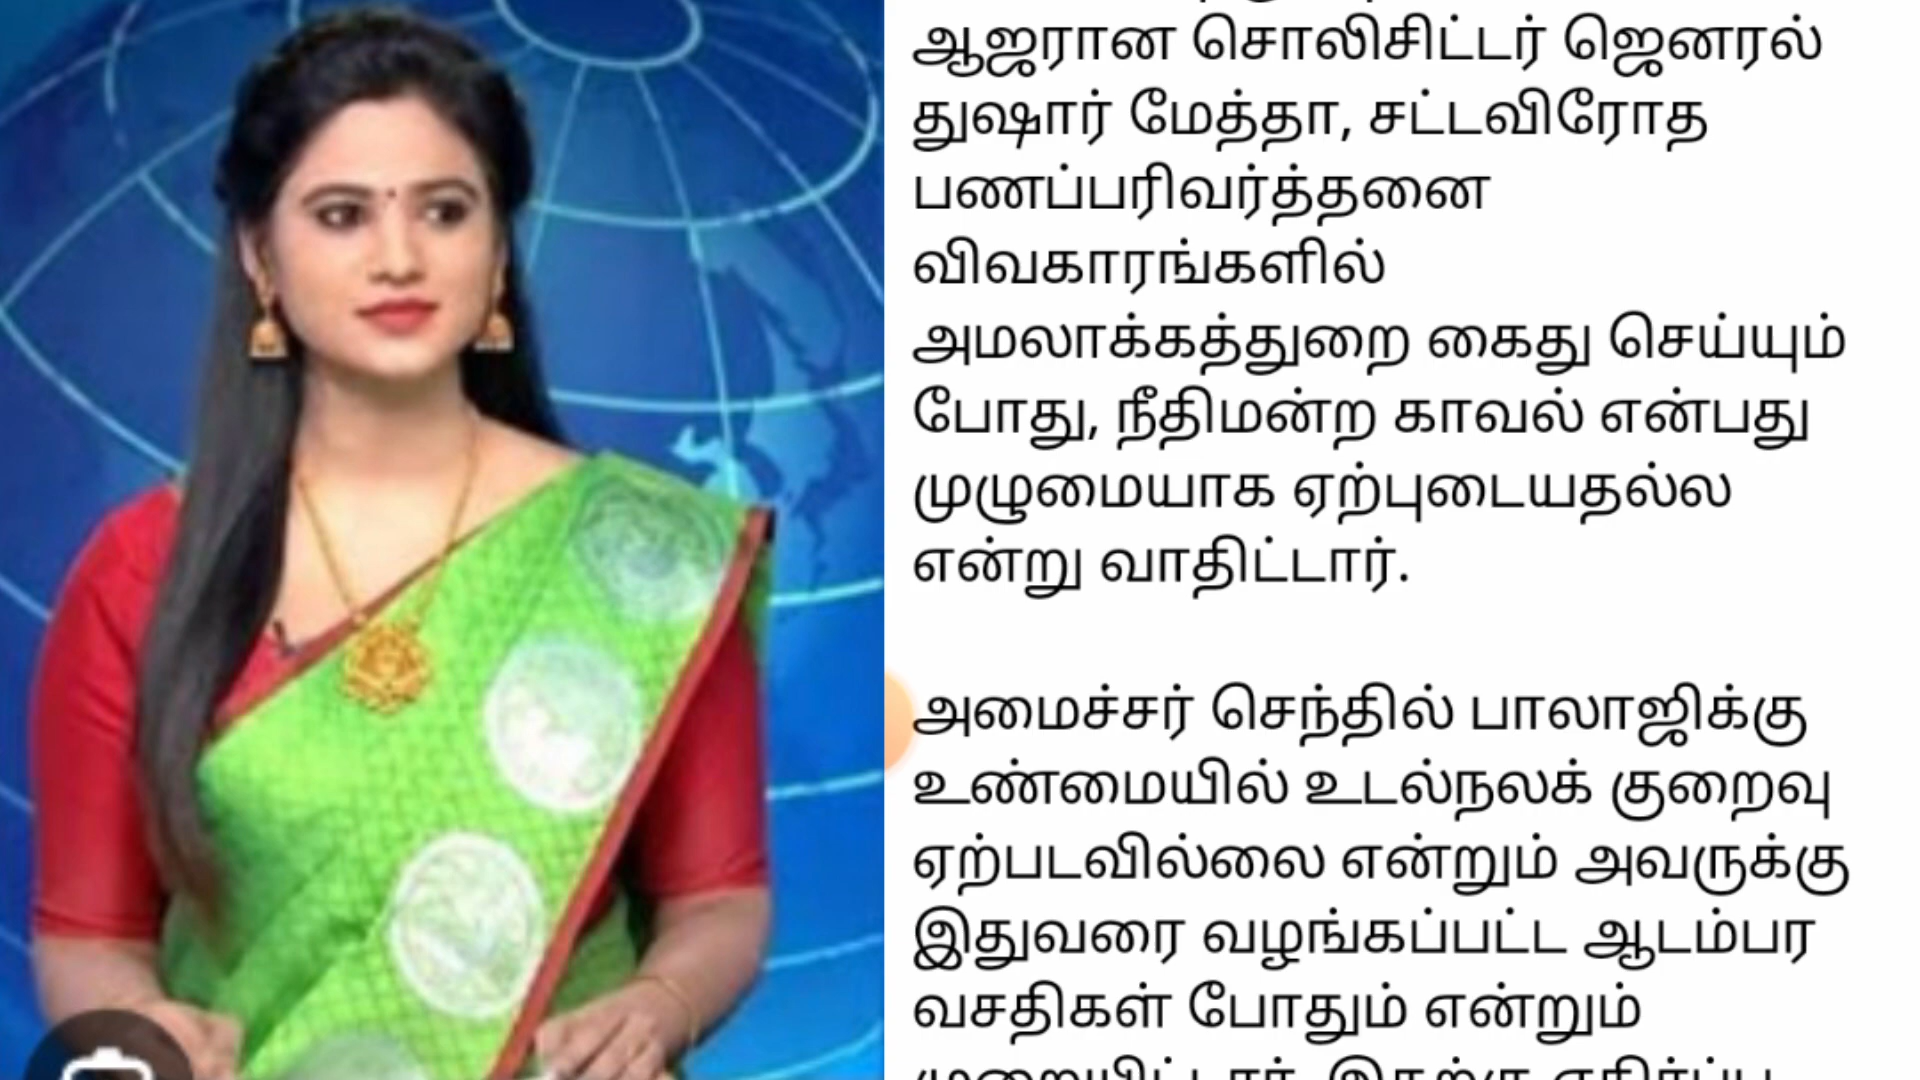 ஆஜரான சொலிசிட்டர் ஜெனரல்
துஷார் மேத்தா, சட்டவிரோத
பணப்பரிவர்த்தனை
விவகாரங்களில்
அமலாக்கத்துறை கைது செய்யும்
போது, நீதிமன்ற காவல் என்பது
முழுமையாக ஏற்புடையதல்ல
என்று வாதிட்டார்.
அமைச்சர் செந்தில் பாலாஜிக்கு
உண்மையில் உடல்நலக் குறைவு
ஏற்படவில்லை என்றும் அவருக்கு
இதுவரை வழங்கப்பட்ட ஆடம்பர
வசதிகள் போதும் என்றும்